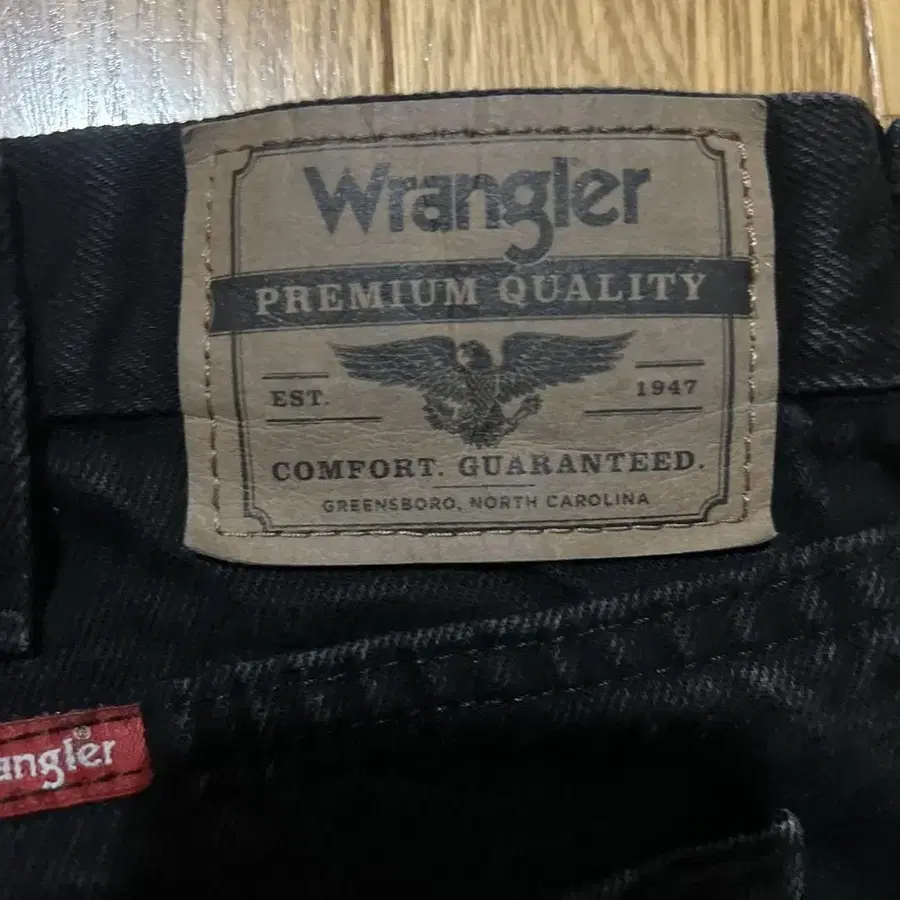 Wrangler
PREMIUM QUALITY
EST. 1947
COMFORT. GUARANTEED.
GREENSBORO, NORTH CAROLINA
angler®